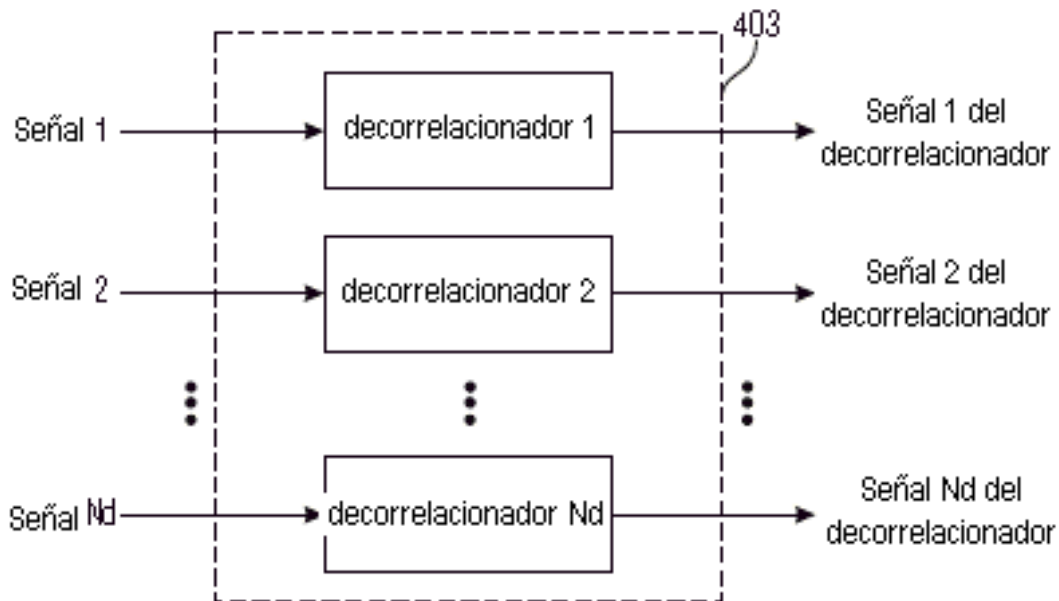 403
Señal 1
decorrelacionador 1
Señal 1 del
decorrelacionador
Señal 2
decorrelacionador 2
Señal 2 del
decorrelacionador
Señal Nd
decorrelacionador Nd
Señal Nd del
decorrelacionador